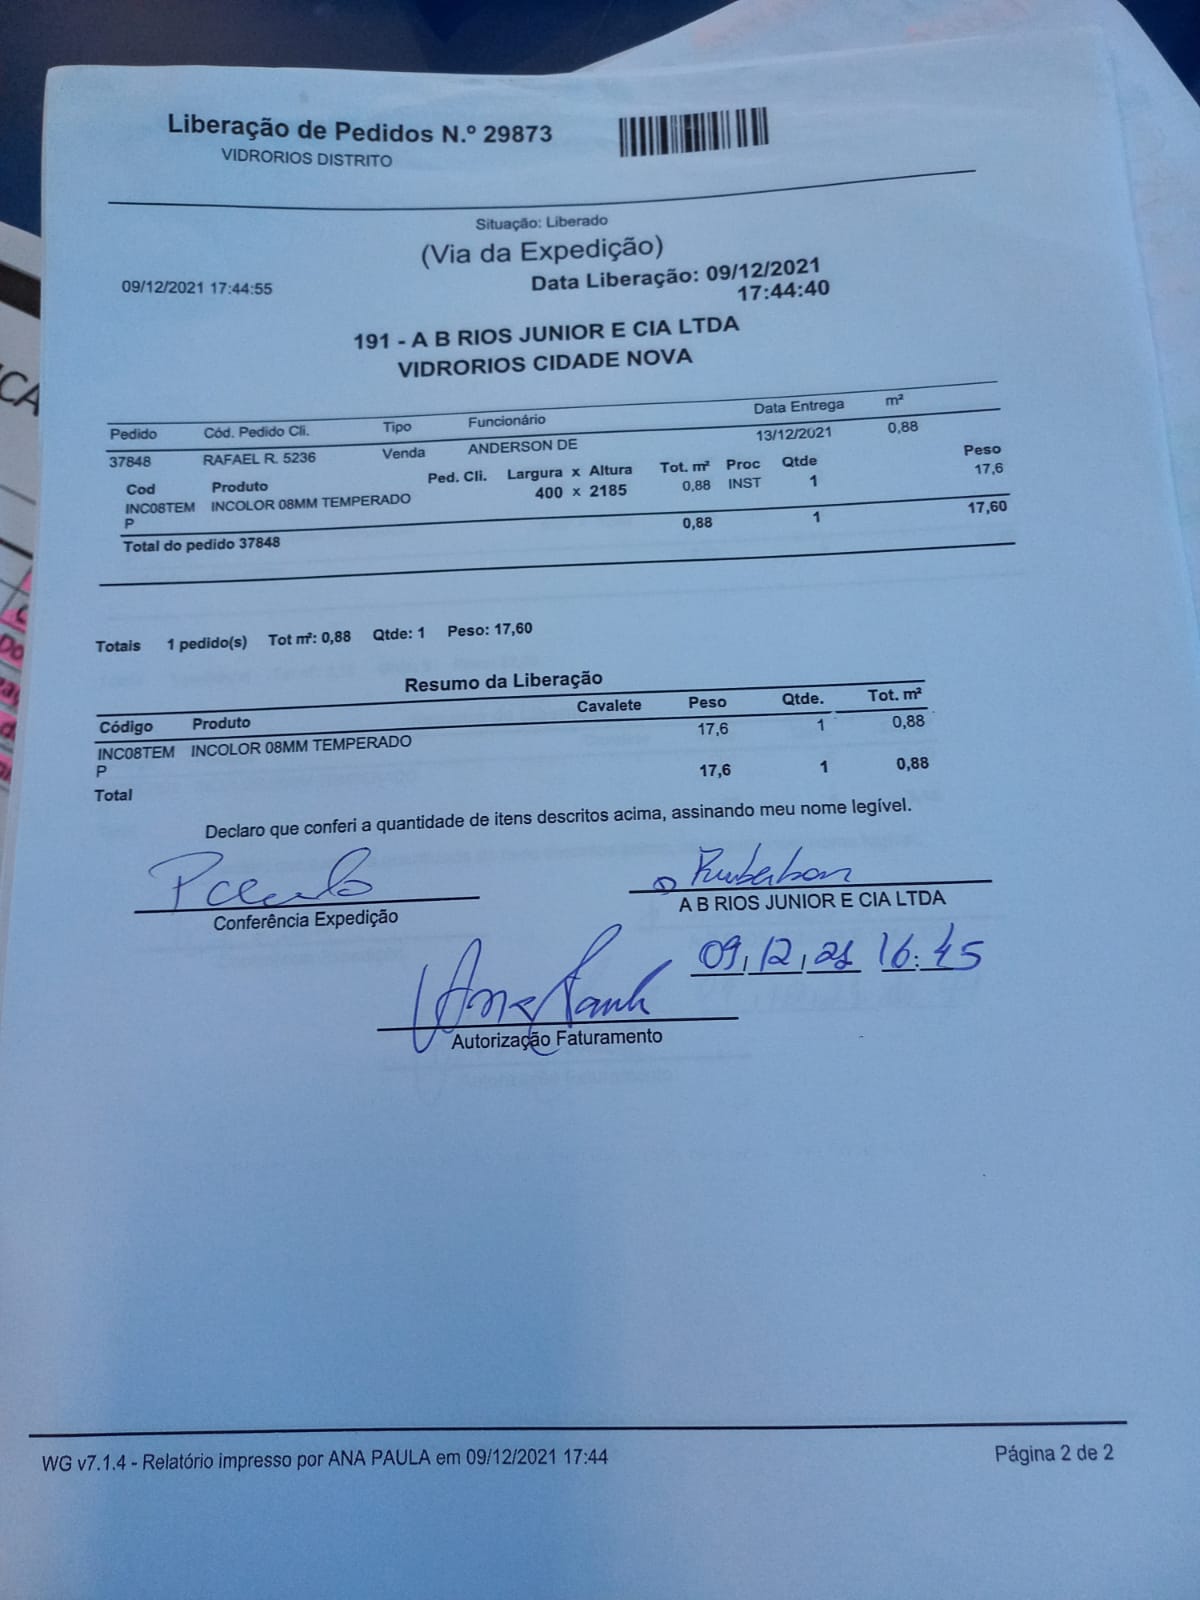 Liberação de Pedidos N.º 29873
VIDRORIOS DISTRITO
Situação: Liberado
(Via da Expedição)
09/12/2021 17:44:55
Data Liberação: 09/12/2021
17:44:40
191 - A B RIOS JUNIOR E CIA LTDA
VIDRORIOS CIDADE NOVA
Pedido Cód. Pedido Cli. Tipo Funcionário Data Entrega m²
37848 RAFAEL R. 5236 Venda ANDERSON DE 13/12/2021 0,88
Cod Produto Ped. Cli. Largura x Altura Tot. m² Proc Qtde Peso
INC08TEM INCOLOR 08MM TEMPERADO 400 x 2185 0,88 INST 1 17,6
P
Total do pedido 37848 0,88 1 17,60
Totais 1 pedido(s) Tot m²: 0,88 Qtde: 1 Peso: 17,60
Resumo da Liberação
Código Produto Cavalete Peso Qtde. Tot. m²
INC08TEM INCOLOR 08MM TEMPERADO 17,6 1 0,88
P
Total 17,6 1 0,88
Declaro que conferi a quantidade de itens descritos acima, assinando meu nome legível.
Conferência Expedição
A B RIOS JUNIOR E CIA LTDA
09/12/21 16:45
Ana Paula
Autorização Faturamento
WG v7.1.4 - Relatório impresso por ANA PAULA em 09/12/2021 17:44
Página 2 de 2